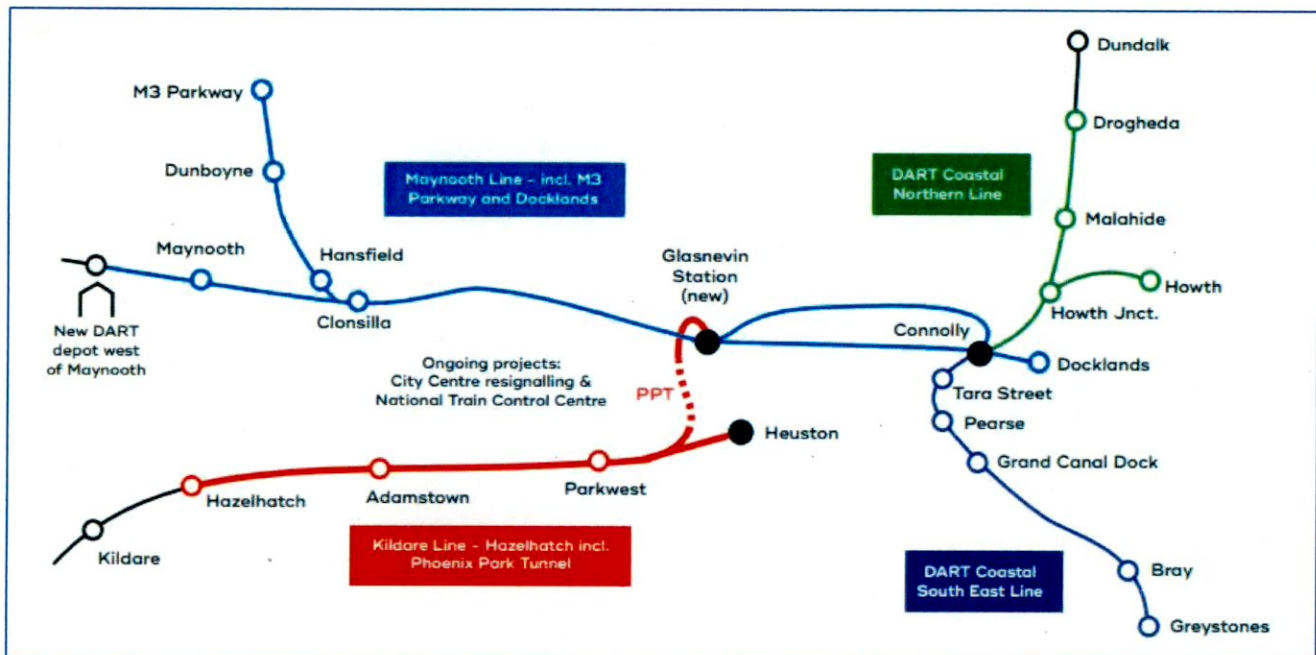 M3 Parkway
Dunboyne
Maynooth
Hansfield
Clonsilla
New DART
depot west
of Maynooth
Maynooth Line - incl. M3
Parkway and Docklands
Glasnevin
Station
(new)
Ongoing projects:
City Centre resignalling &
National Train Control Centre
PPT
Heuston
Parkwest
Adamstown
Hazelhatch
Kildare
Kildare Line - Hazelhatch incl.
Phoenix Park Tunnel
DART Coastal
Northern Line
Dundalk
Drogheda
Malahide
Howth
Howth Jnct.
Connolly
Docklands
Tara Street
Pearse
Grand Canal Dock
Bray
Greystones
DART Coastal
South East Line